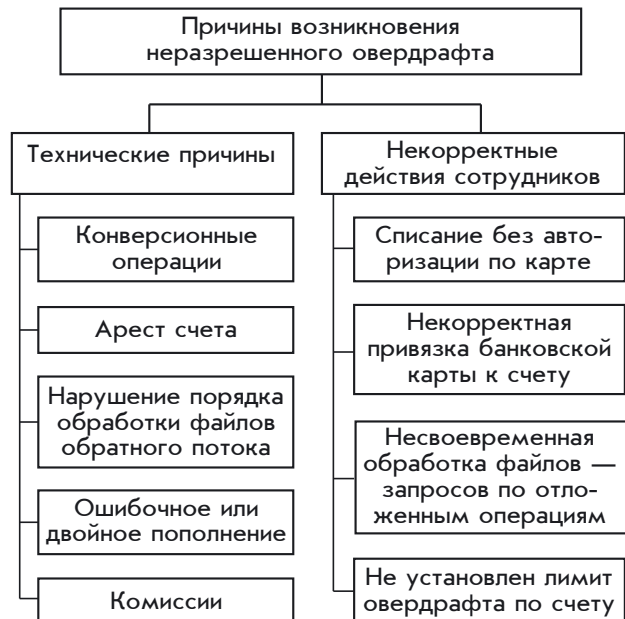 Причины возникновения
неразрешенного овердрафта
Технические причины
Конверсионные
операции
Арест счета
Нарушение порядка
обработки файлов
обратного потока
Ошибочное или
двойное пополнение
Комиссии
Некорректные
действия сотрудников
Списание без авто-
ризации по карте
Некорректная
привязка банковской
карты к счету
Несвоевременная
обработка файлов —
запросов по отло-
женным операциям
Не установлен лимит
овердрафта по счету